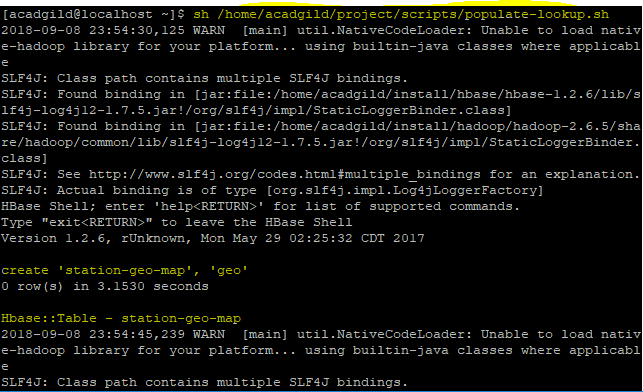 [acadgild@localhost ~]$ sh /home/acadgild/project/scripts/populate-lookup.sh
2018-09-08 23:54:30,125 WARN  [main] util.NativeCodeLoader: Unable to load nativ
e-hadoop library for your platform... using builtin-java classes where applicabl
e
SLF4J: Class path contains multiple SLF4J bindings.
SLF4J: Found binding in [jar:file:/home/acadgild/install/hbase/hbase-1.2.6/lib/s
lf4j-log4j12-1.7.5.jar!/org/slf4j/impl/StaticLoggerBinder.class]
SLF4J: Found binding in [jar:file:/home/acadgild/install/hadoop/hadoop-2.6.5/sha
re/hadoop/common/lib/slf4j-log4j12-1.7.5.jar!/org/slf4j/impl/StaticLoggerBinder.
class]
SLF4J: See http://www.slf4j.org/codes.html#multiple_bindings for an explanation.
SLF4J: Actual binding is of type [org.slf4j.impl.Log4jLoggerFactory]
HBase Shell; enter 'help<RETURN>' for list of supported commands.
Type "exit<RETURN>" to leave the HBase Shell
Version 1.2.6, rUnknown, Mon May 29 02:25:32 CDT 2017
create 'station-geo-map', 'geo'
0 row(s) in 3.1530 seconds
Hbase::Table - station-geo-map
2018-09-08 23:54:45,239 WARN  [main] util.NativeCodeLoader: Unable to load nativ
e-hadoop library for your platform... using builtin-java classes where applicabl
e
SLF4J: Class path contains multiple SLF4J bindings.